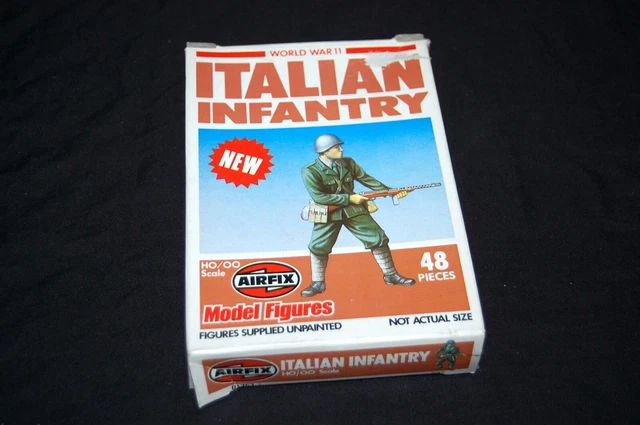 WORLD WAR 11
ITALIAN
INFANTRY
NEW
HO/OO
Scale
AIRFIX
48
PIECES
Model Figures
FIGURES SUPPLIED UNPAINTED
NOT ACTUAL SIZE
AIRFIX
ITALIAN INFANTRY
HO/OO Scale